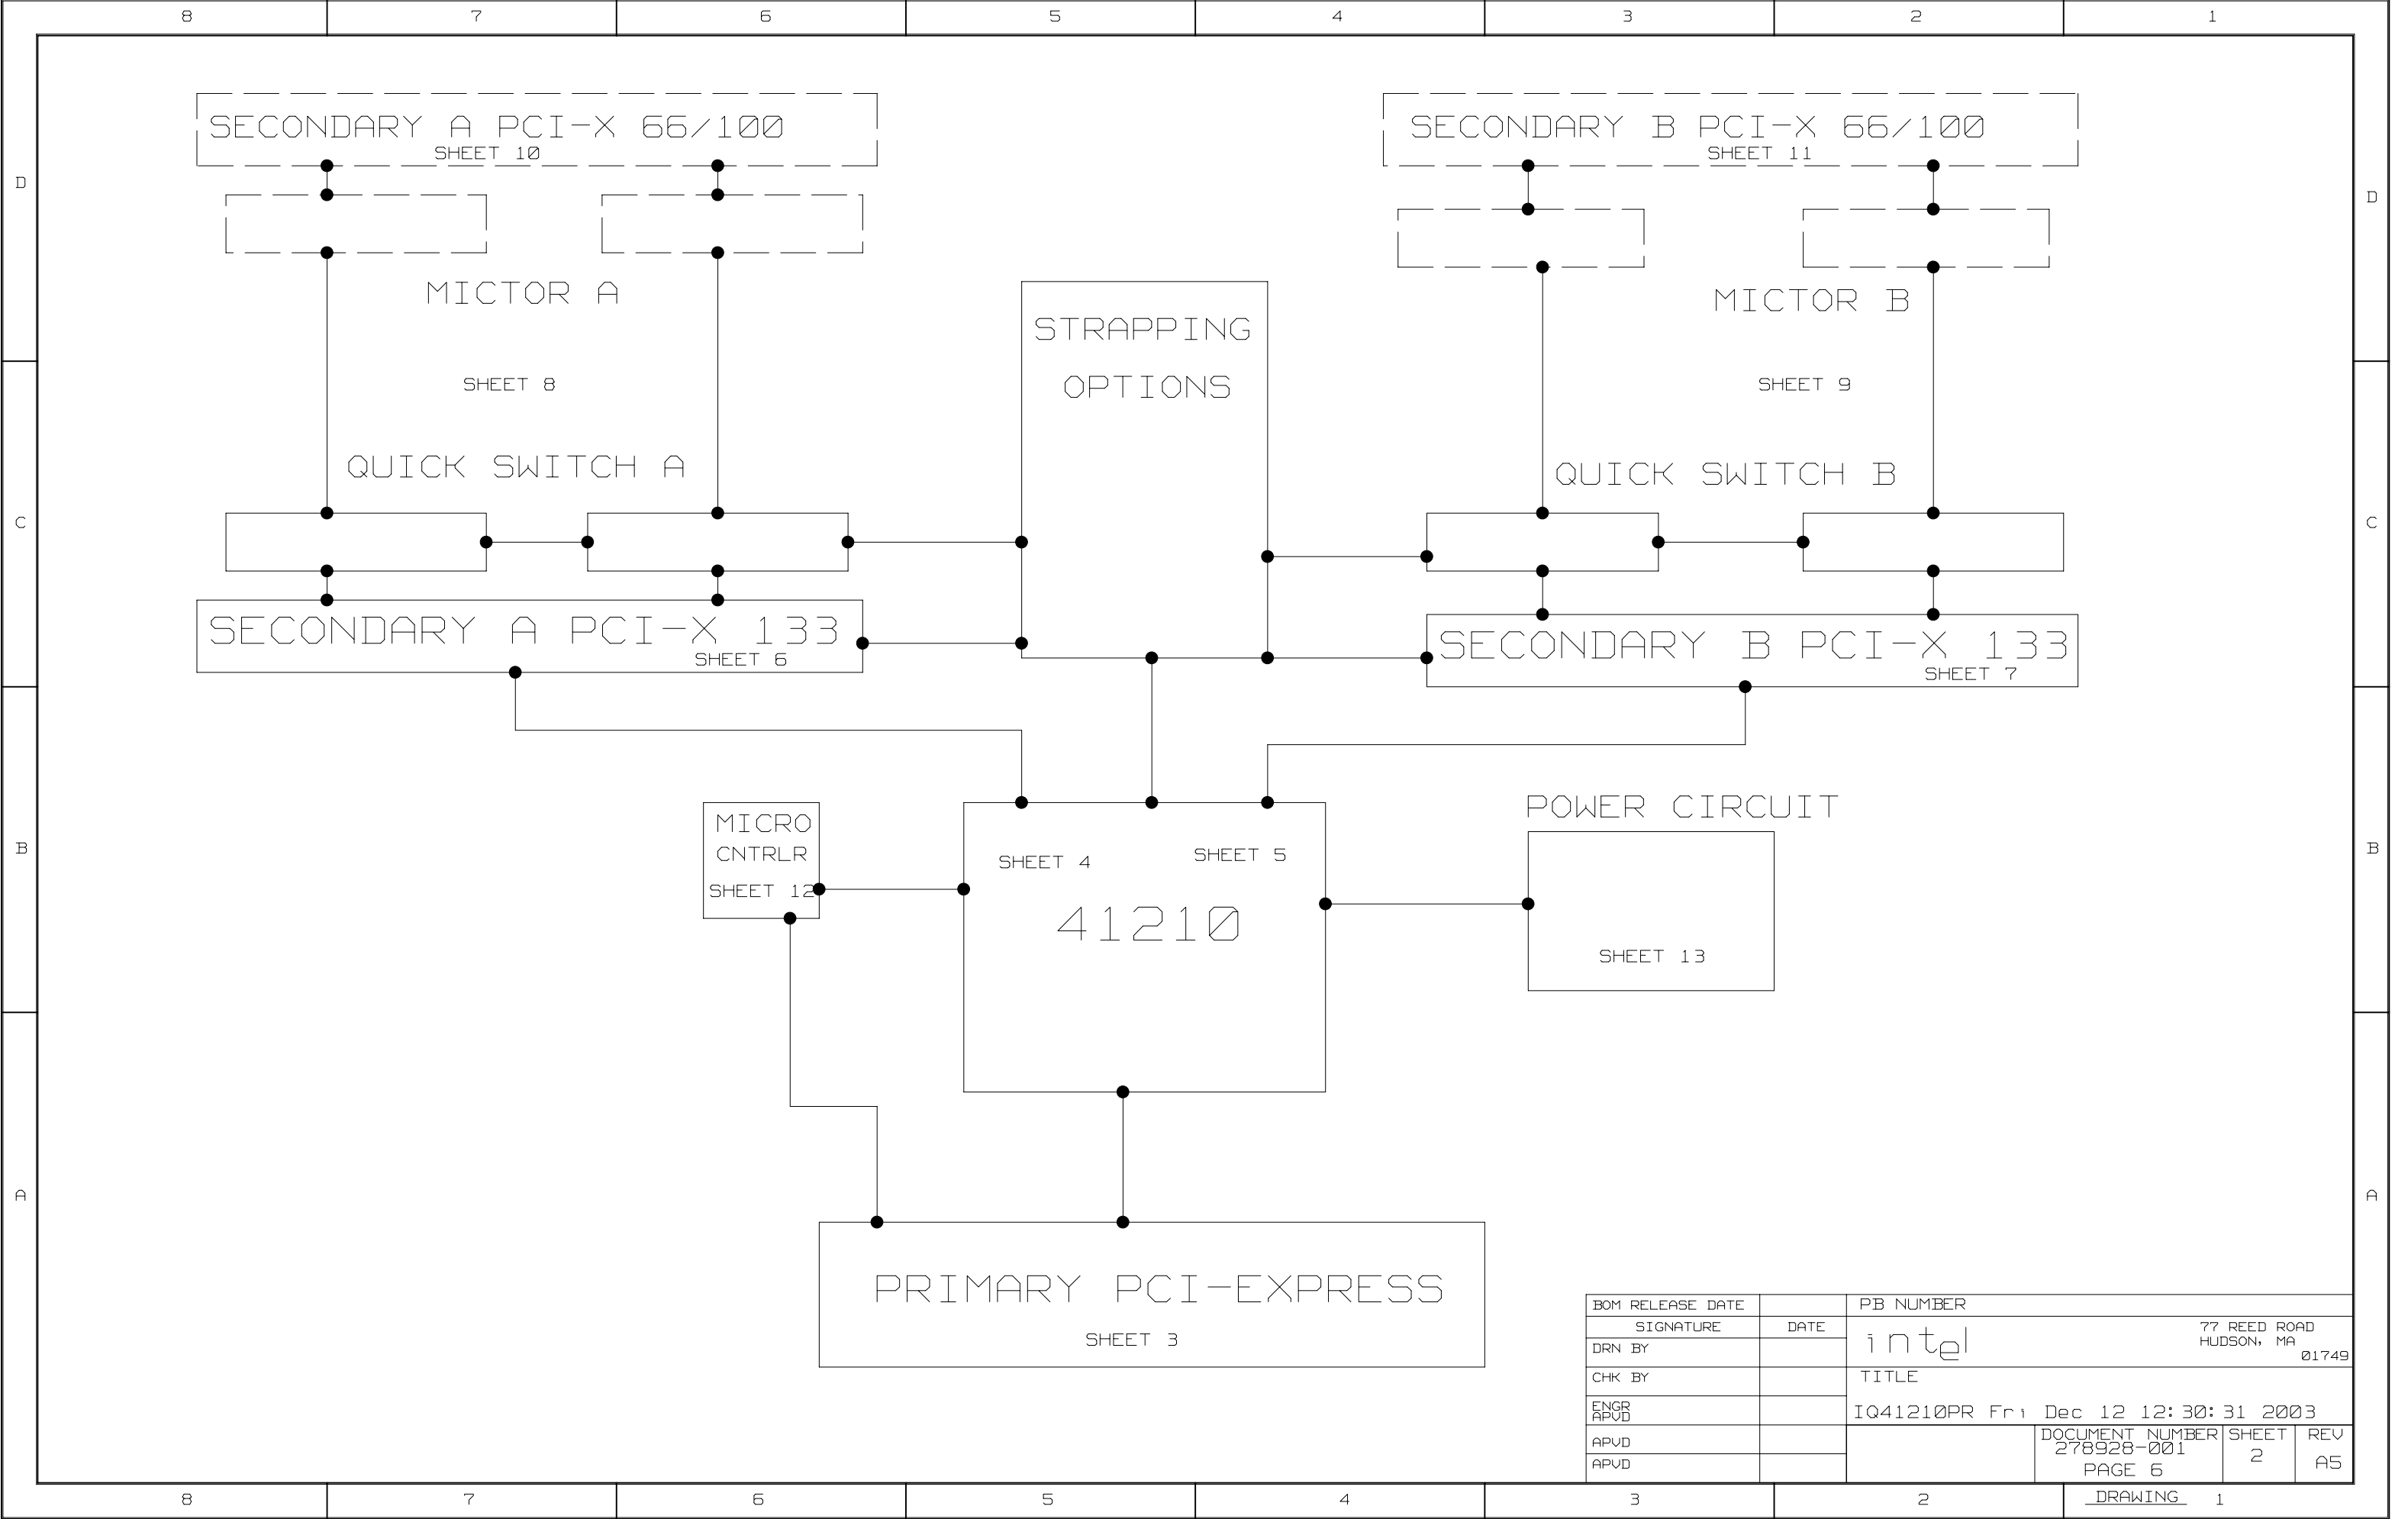 8 7 6 5 4 3 2 1
SECONDARY A PCI-X 66/100
SHEET 10
SECONDARY B PCI-X 66/100
SHEET 11
D
D
MICTOR A
MICTOR B
STRAPPING
OPTIONS
SHEET 8
SHEET 9
QUICK SWITCH A
QUICK SWITCH B
C
C
SECONDARY A PCI-X 133
SHEET 6
SECONDARY B PCI-X 133
SHEET 7
MICRO
CNTRLR
SHEET 12
SHEET 4
SHEET 5
41210
POWER CIRCUIT
SHEET 13
B
B
A
A
PRIMARY PCI-EXPRESS
SHEET 3
BOM RELEASE DATE
PB NUMBER
SIGNATURE
DATE
intel
77 REED ROAD
HUDSON, MA
01749
DRN BY
CHK BY
TITLE
ENGR
APVD
IQ41210PR Fri Dec 12 12:30:31 2003
APVD
APVD
DOCUMENT NUMBER
278928-001
PAGE 6
SHEET
2
REV
A5
8 7 6 5 4 3 2
DRAWING 1